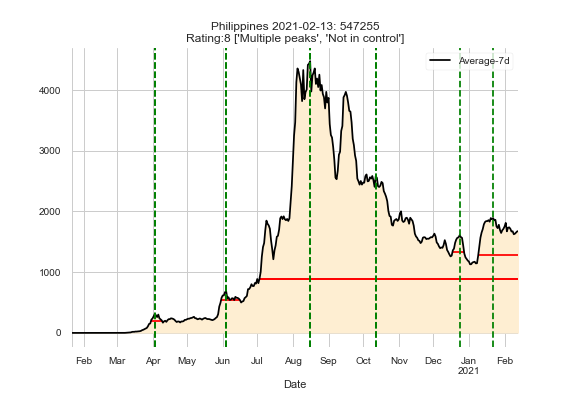 Philippines 2021-02-13: 547255
Rating:8 ['Multiple peaks', 'Not in control']
Average-7d
4000
3000
2000
1000
0
Feb Mar Apr May Jun Jul Aug Sep Oct Nov Dec Jan Feb
2021
Date